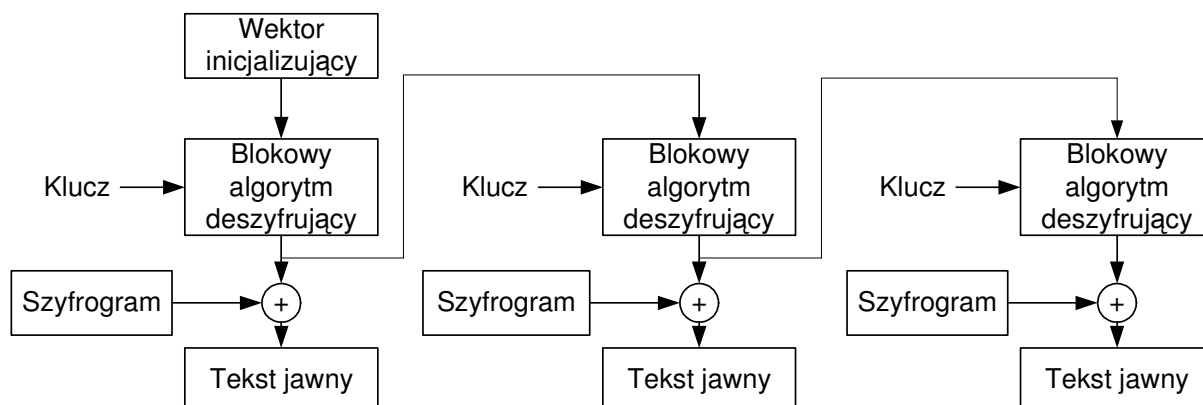 Wektor
inicjalizujący
Blokowy
algorytm
deszyfrujący
Klucz
Szyfrogram
+
Tekst jawny
Blokowy
algorytm
deszyfrujący
Klucz
Szyfrogram
+
Tekst jawny
Blokowy
algorytm
deszyfrujący
Klucz
Szyfrogram
+
Tekst jawny